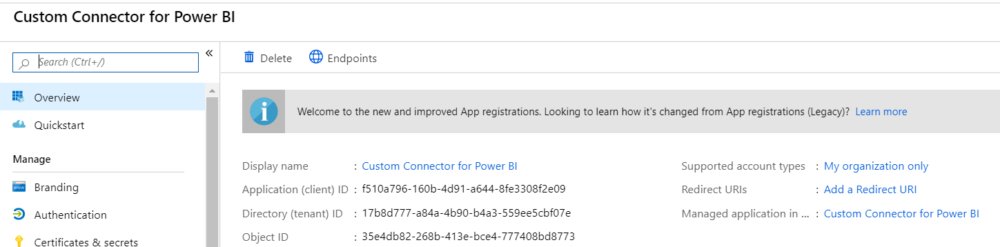 Custom Connector for Power BI
Search (Ctrl+/)
«
Overview
Quickstart
Manage
Branding
Authentication
Certificates & secrets
Delete
Endpoints
Welcome to the new and improved App registrations. Looking to learn how it's changed from App registrations (Legacy)? Learn more
Display name : Custom Connector for Power BI
Application (client) ID : f510a796-160b-4d91-a644-8fe3308f2e09
Directory (tenant) ID : 17b8d777-a84a-4b90-b4a3-559ee5cbf07e
Object ID : 35e4db82-268b-413e-bce4-777408bd8773
Supported account types : My organization only
Redirect URIs : Add a Redirect URI
Managed application in ... : Custom Connector for Power BI